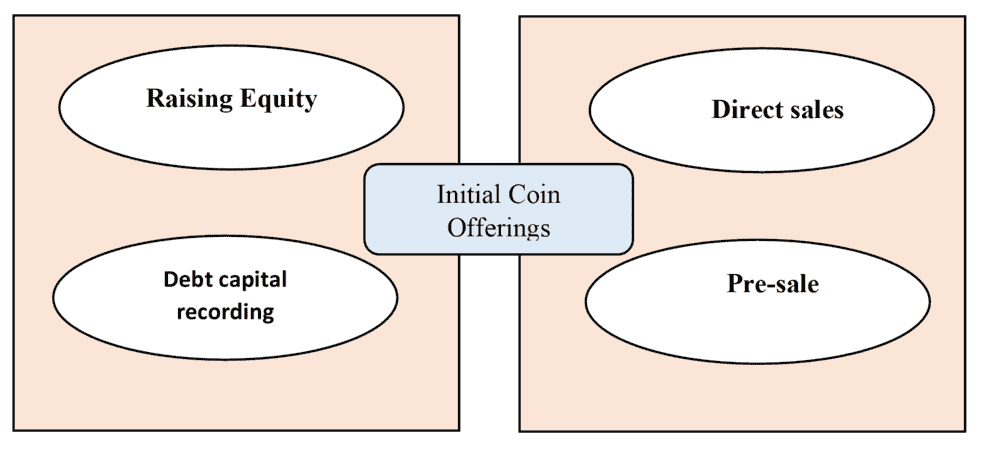 Raising Equity
Debt capital
recording
Initial Coin
Offerings
Direct sales
Pre-sale